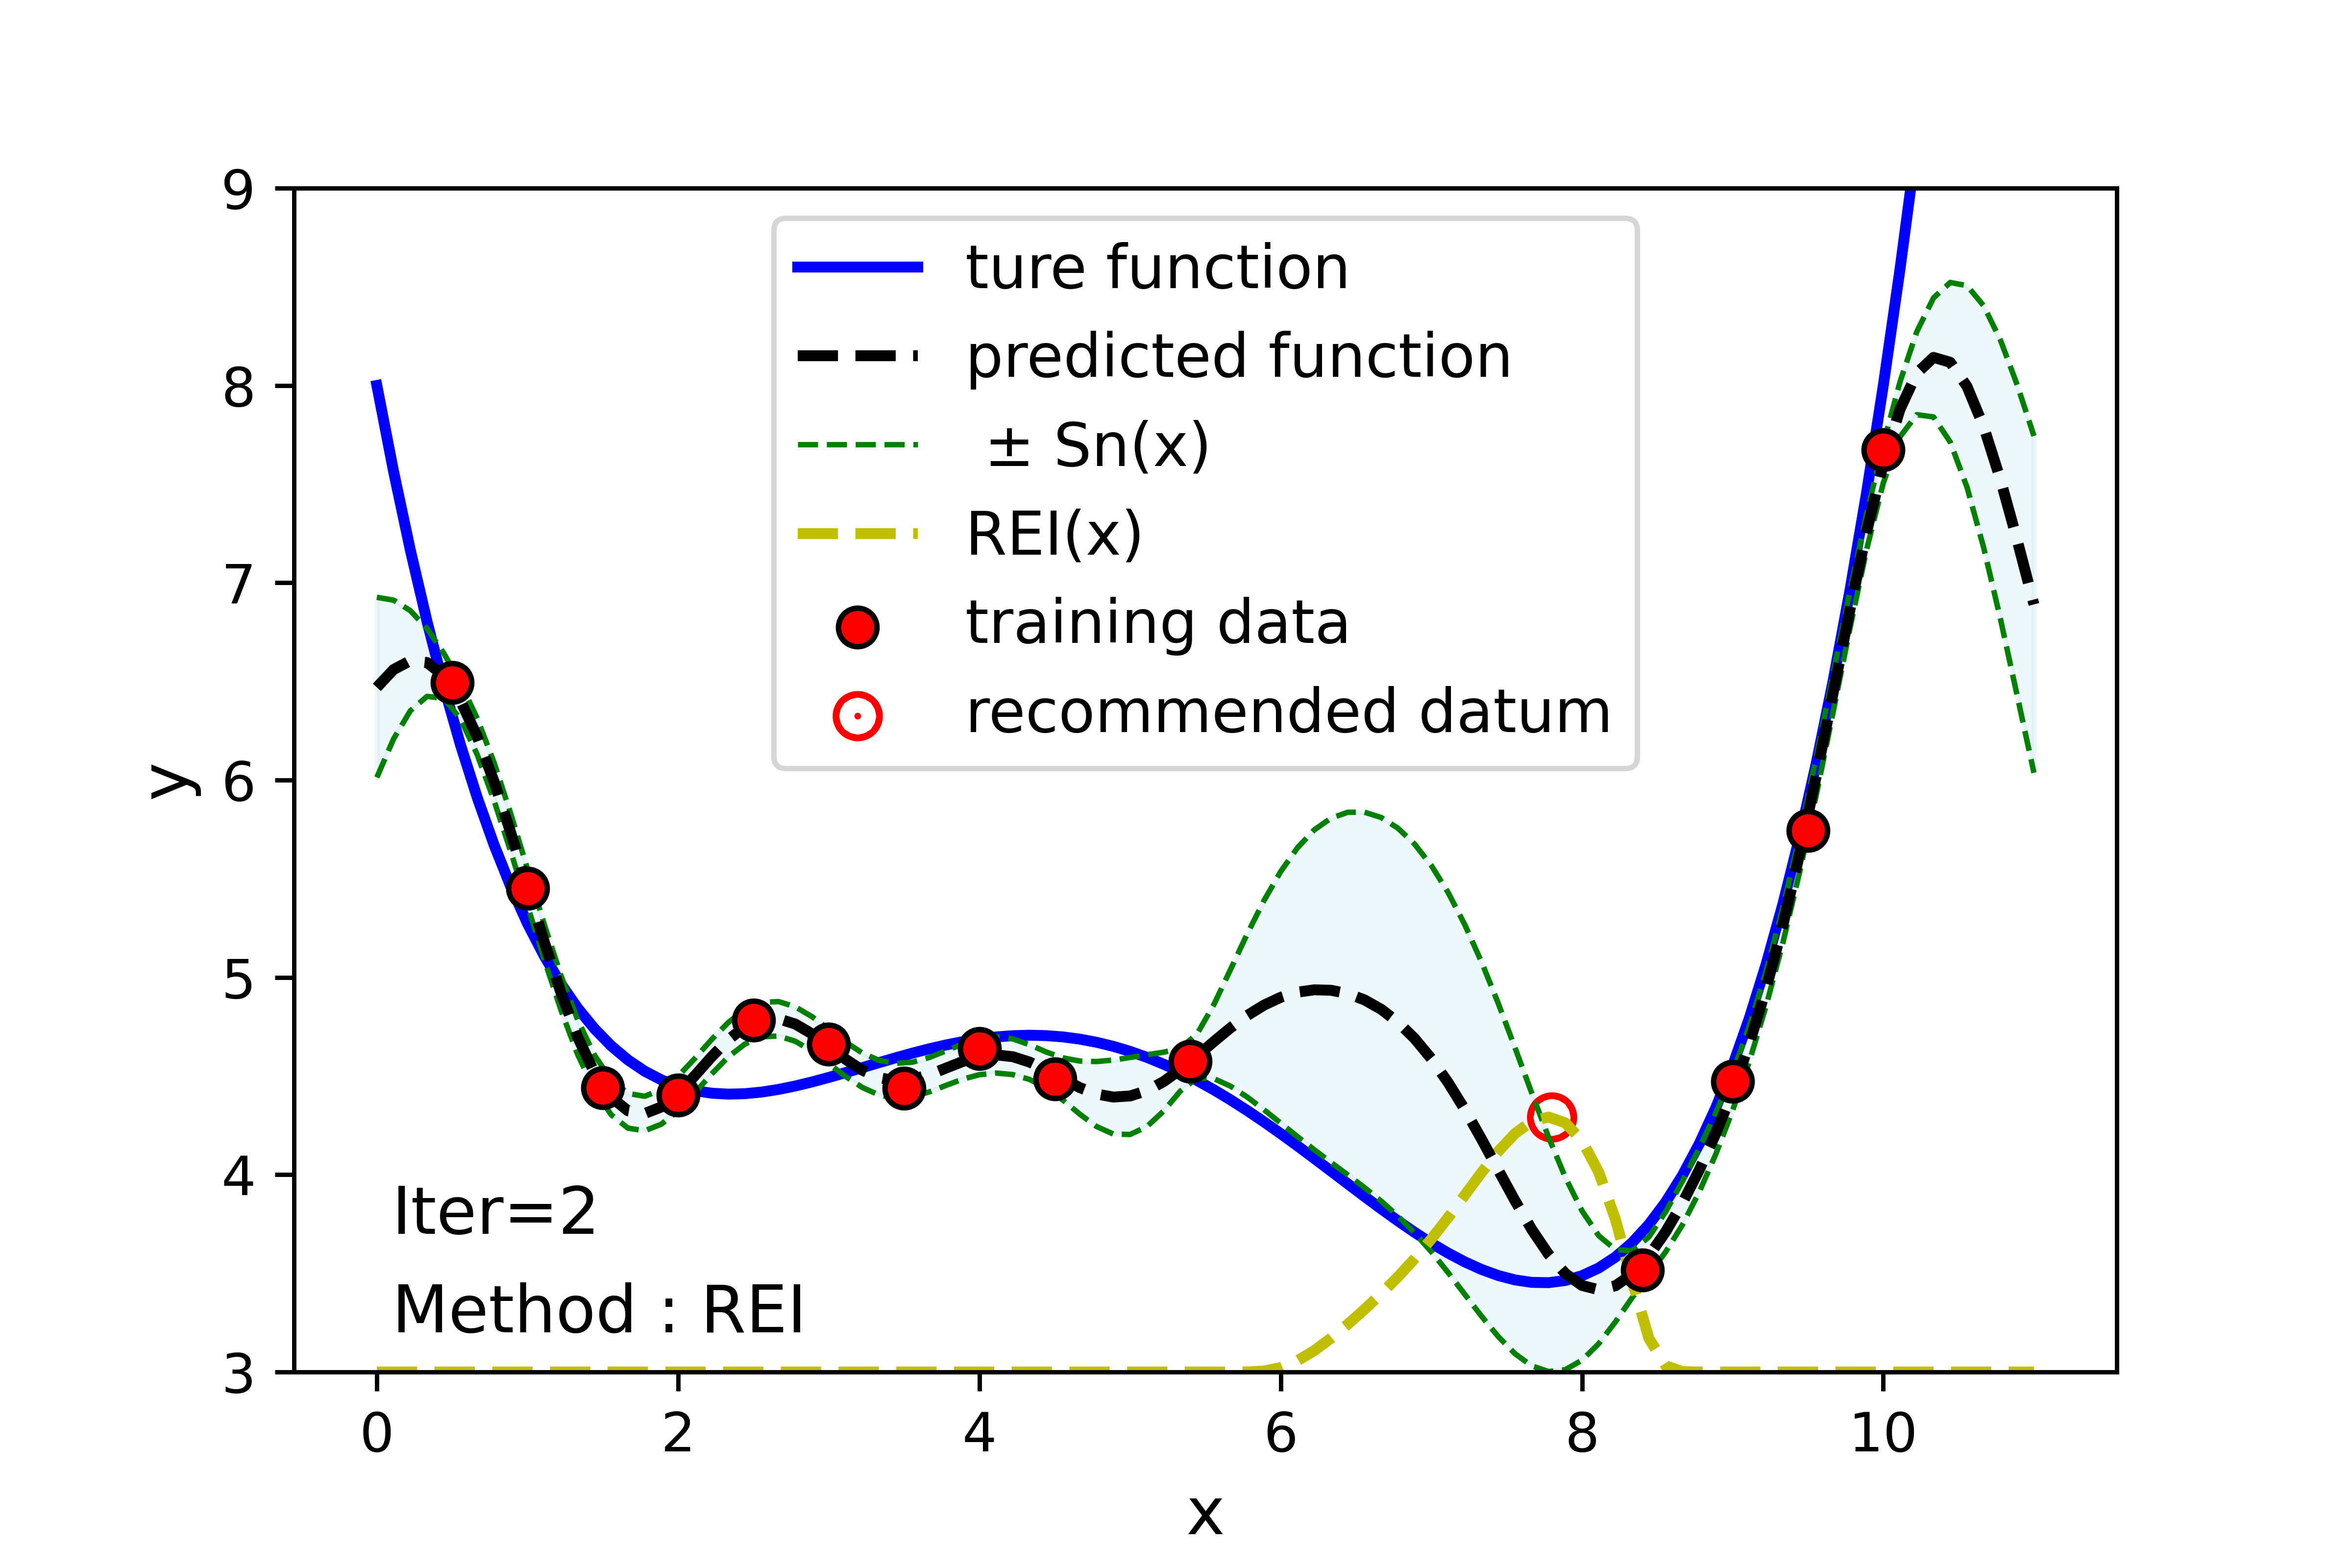 9
8
7
6
5
4
3
y
ture function
predicted function
± Sn(x)
REI(x)
training data
recommended datum
Iter=2
Method : REI
0 2 4 6 8 10
x